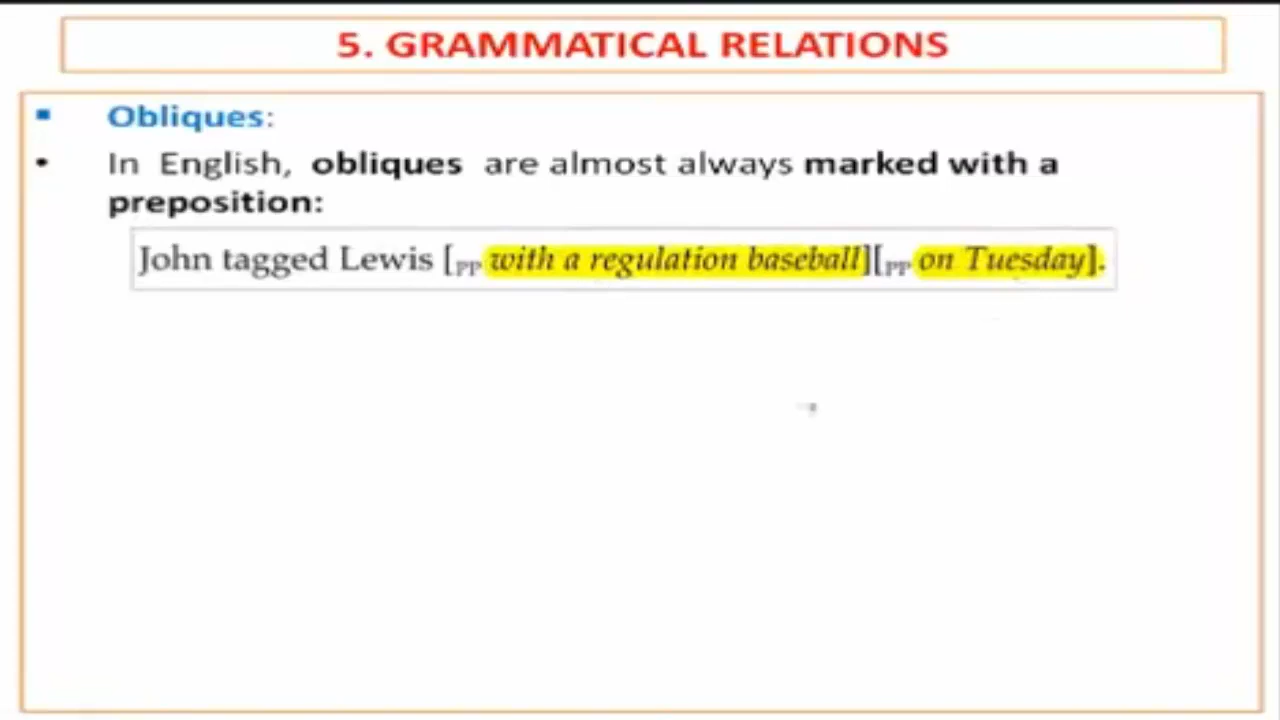 5. GRAMMATICAL RELATIONS
▪ Obliques:
• In English, obliques are almost always marked with a
preposition:
John tagged Lewis [PP with a regulation baseball][PP on Tuesday].